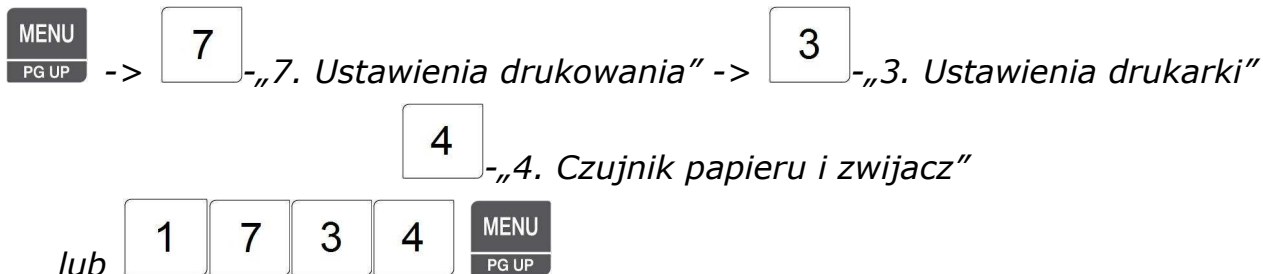 MENU PG UP -> 7 -„7. Ustawienia drukowania” -> 3 -„3. Ustawienia drukarki”
4 -„4. Czujnik papieru i zwijacz”
lub 1 7 3 4 MENU PG UP